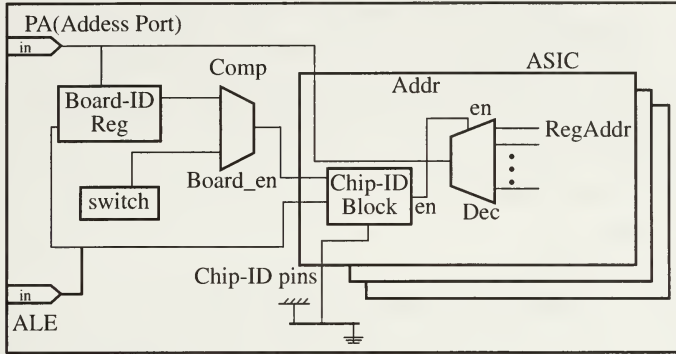 PA(Addess Port)
in
ASIC
Comp
Addr
Board-ID
Reg
en
RegAddr
Board_en
Chip-ID
Block
en
Dec
switch
Chip-ID pins
in
ALE